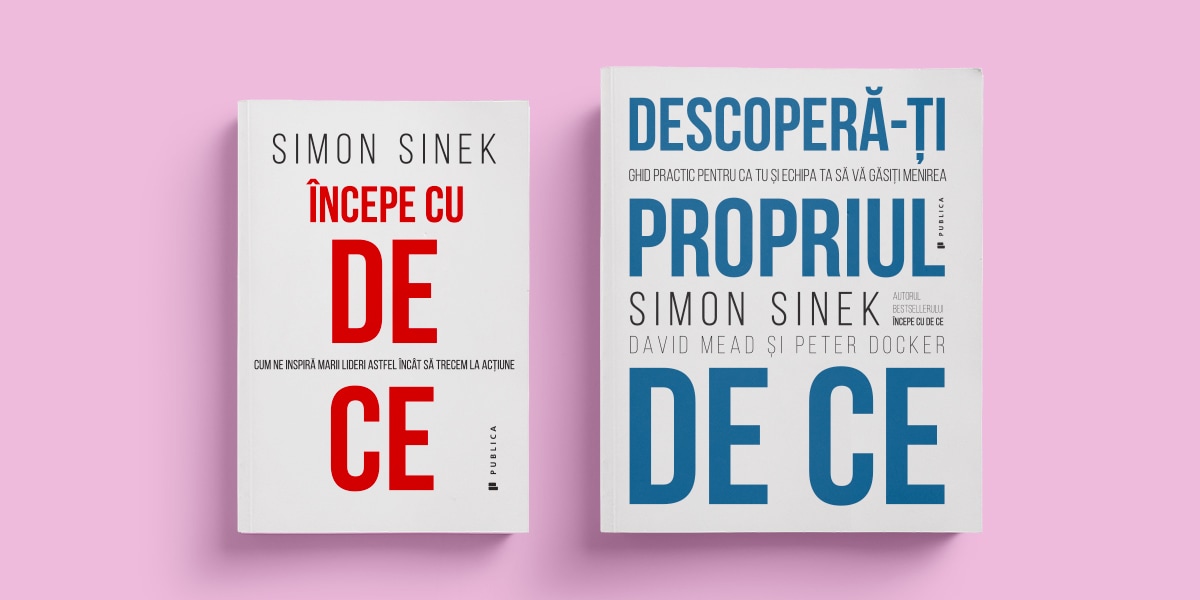 SIMON SINEK
ÎNCEPE CU
DE
CUM NE INSPIRĂ MARII LIDERI ASTFEL ÎNCÂT SĂ TRECEM LA ACȚIUNE
CE
PUBLICA
DESCOPERĂ-ȚI
GHID PRACTIC PENTRU CA TU ȘI ECHIPA TA SĂ VĂ GĂSIȚI MENIREA
PROPRIUL
PUBLICA
SIMON SINEK
AUTORUL
BESTSELLERULUI
ÎNCEPE CU DE CE
DAVID MEAD ȘI PETER DOCKER
DE CE